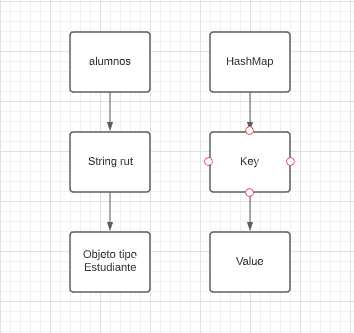 alumnos
HashMap
String rut
Key
Objeto tipo
Estudiante
Value